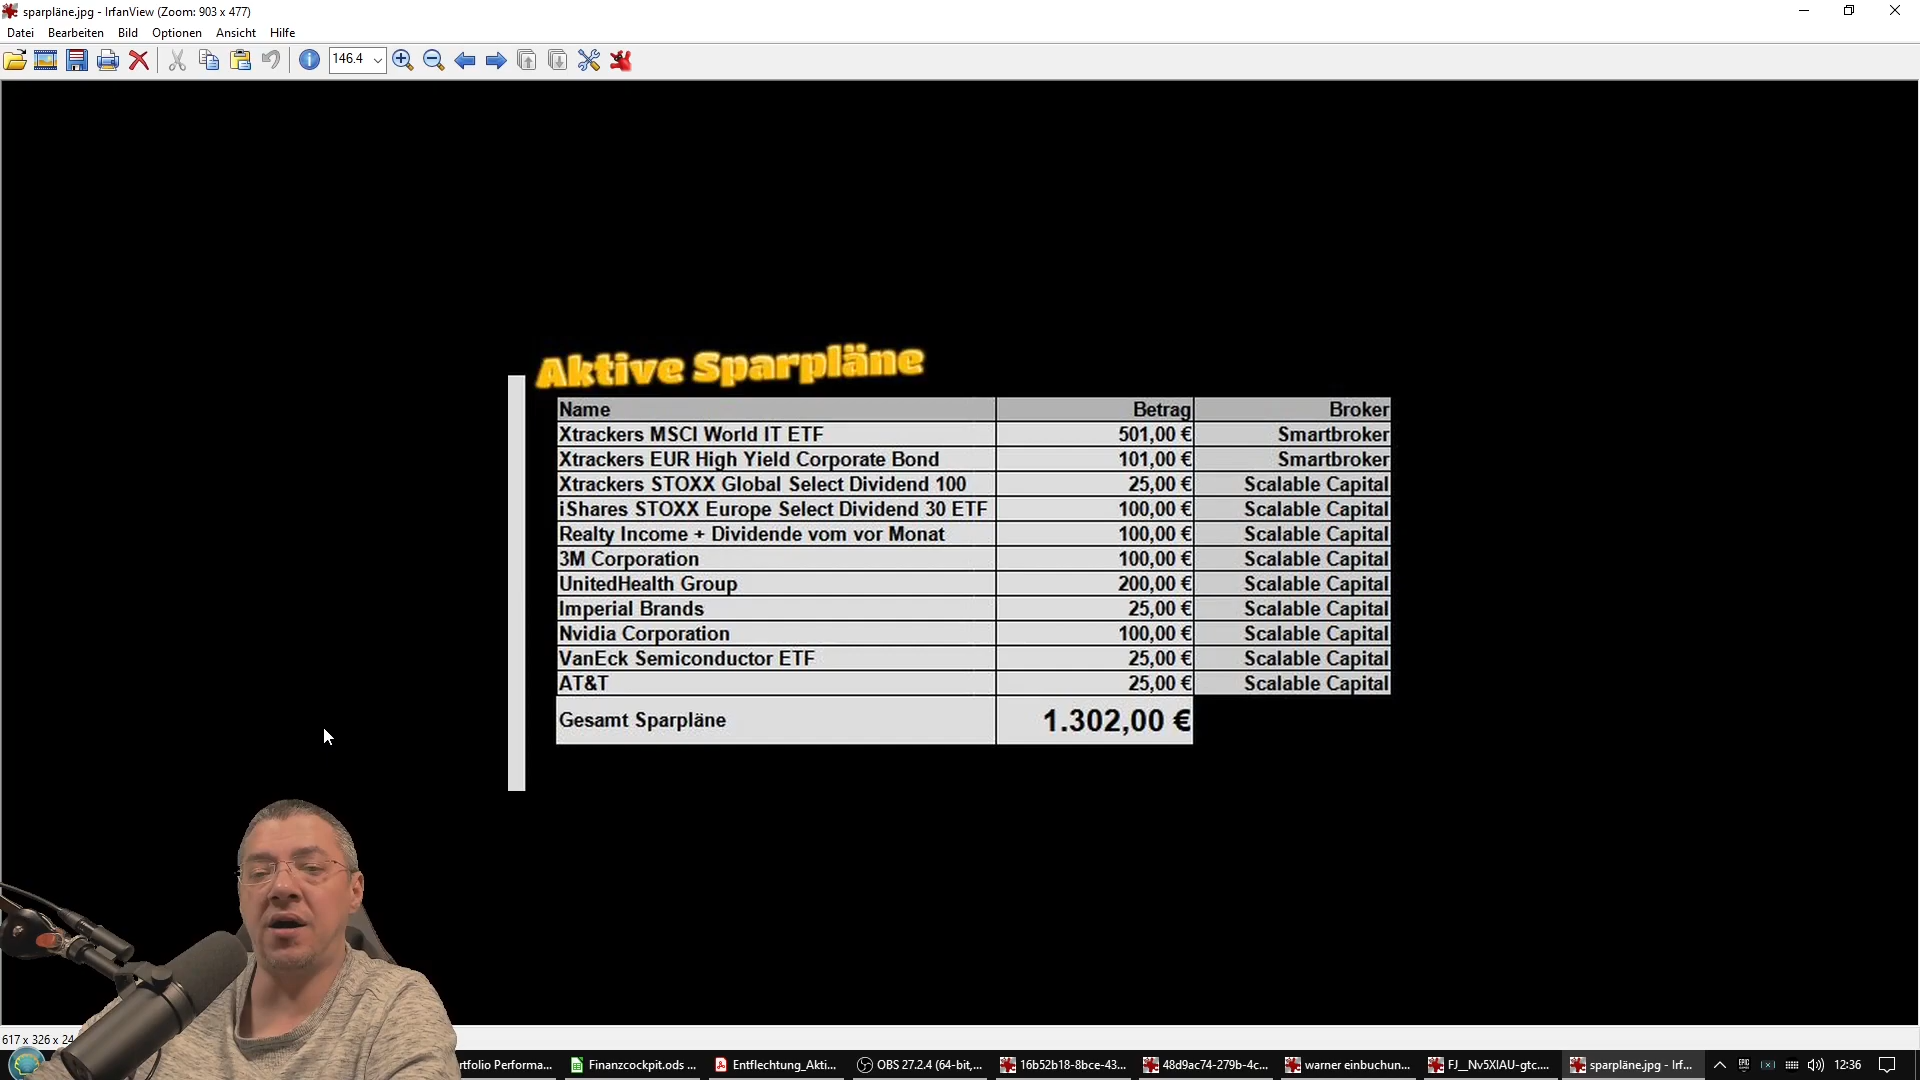 sparpläne.jpg - IrfanView (Zoom: 903 x 477)
Datei Bearbeiten Bild Optionen Ansicht Hilfe
146.4
Aktive Sparpläne
Name Betrag Broker
Xtrackers MSCI World IT ETF 501,00 € Smartbroker
Xtrackers EUR High Yield Corporate Bond 101,00 € Smartbroker
Xtrackers STOXX Global Select Dividend 100 25,00 € Scalable Capital
iShares STOXX Europe Select Dividend 30 ETF 100,00 € Scalable Capital
Realty Income + Dividende vom vor Monat 100,00 € Scalable Capital
3M Corporation 100,00 € Scalable Capital
UnitedHealth Group 200,00 € Scalable Capital
Imperial Brands 25,00 € Scalable Capital
Nvidia Corporation 100,00 € Scalable Capital
VanEck Semiconductor ETF 25,00 € Scalable Capital
AT&T 25,00 € Scalable Capital
Gesamt Sparpläne 1.302,00 €
617 x 326 x 24
rtfolio Performa... Finanzcockpit.ods ... Entflechtung_Akti... OBS 27.2.4 (64-bit,... 16b52b18-8bce-43... 48d9ac74-279b-4c... warner einbuchun... FJ__Nv5XIAU-gtc.... sparpläne.jpg - Irf... 12:36